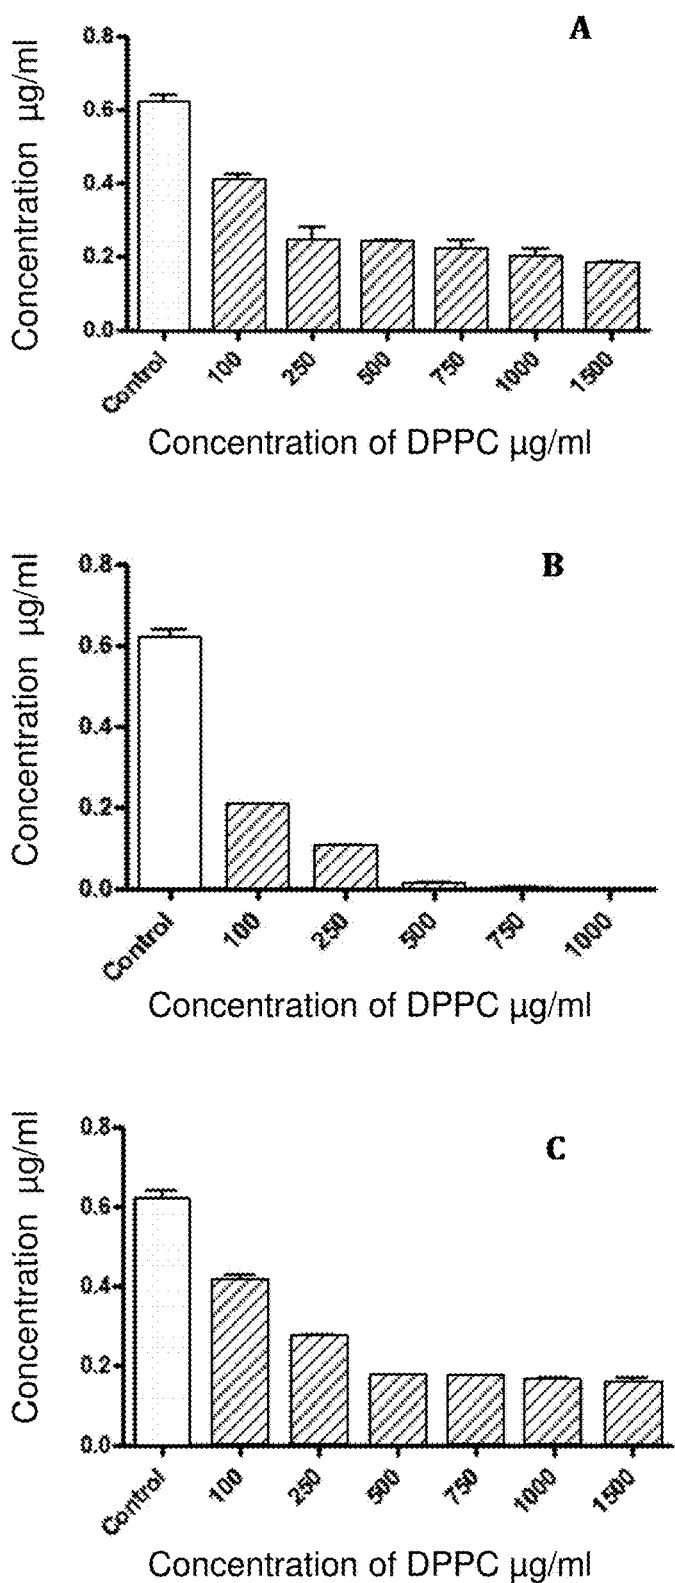 A
Concentration µg/ml
0.8
0.6
0.4
0.2
0.0
Control 100 250 500 750 1000 1500
Concentration of DPPC µg/ml
B
Concentration µg/ml
0.8
0.6
0.4
0.2
0.0
Control 100 250 500 750 1000
Concentration of DPPC µg/ml
C
Concentration µg/ml
0.8
0.6
0.4
0.2
0.0
Control 100 250 500 750 1000 1500
Concentration of DPPC µg/ml